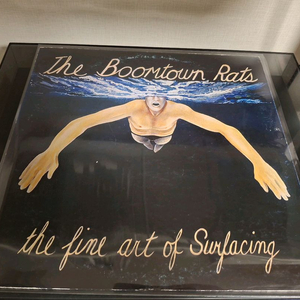 The Boomtown Rats
the fine art of Surfacing